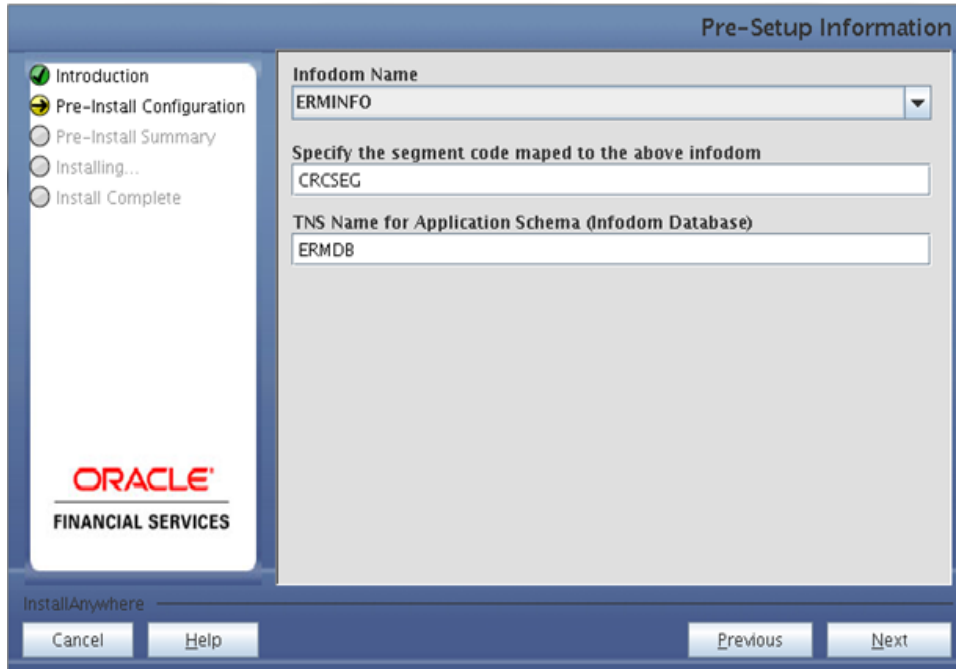 Pre-Setup Information
Introduction
Pre-Install Configuration
Pre-Install Summary
Installing...
Install Complete
ORACLE
FINANCIAL SERVICES
Infodom Name
ERMINFO
Specify the segment code maped to the above infodom
CRCSEG
TNS Name for Application Schema (Infodom Database)
ERMDB
InstallAnywhere
Cancel
Help
Previous
Next